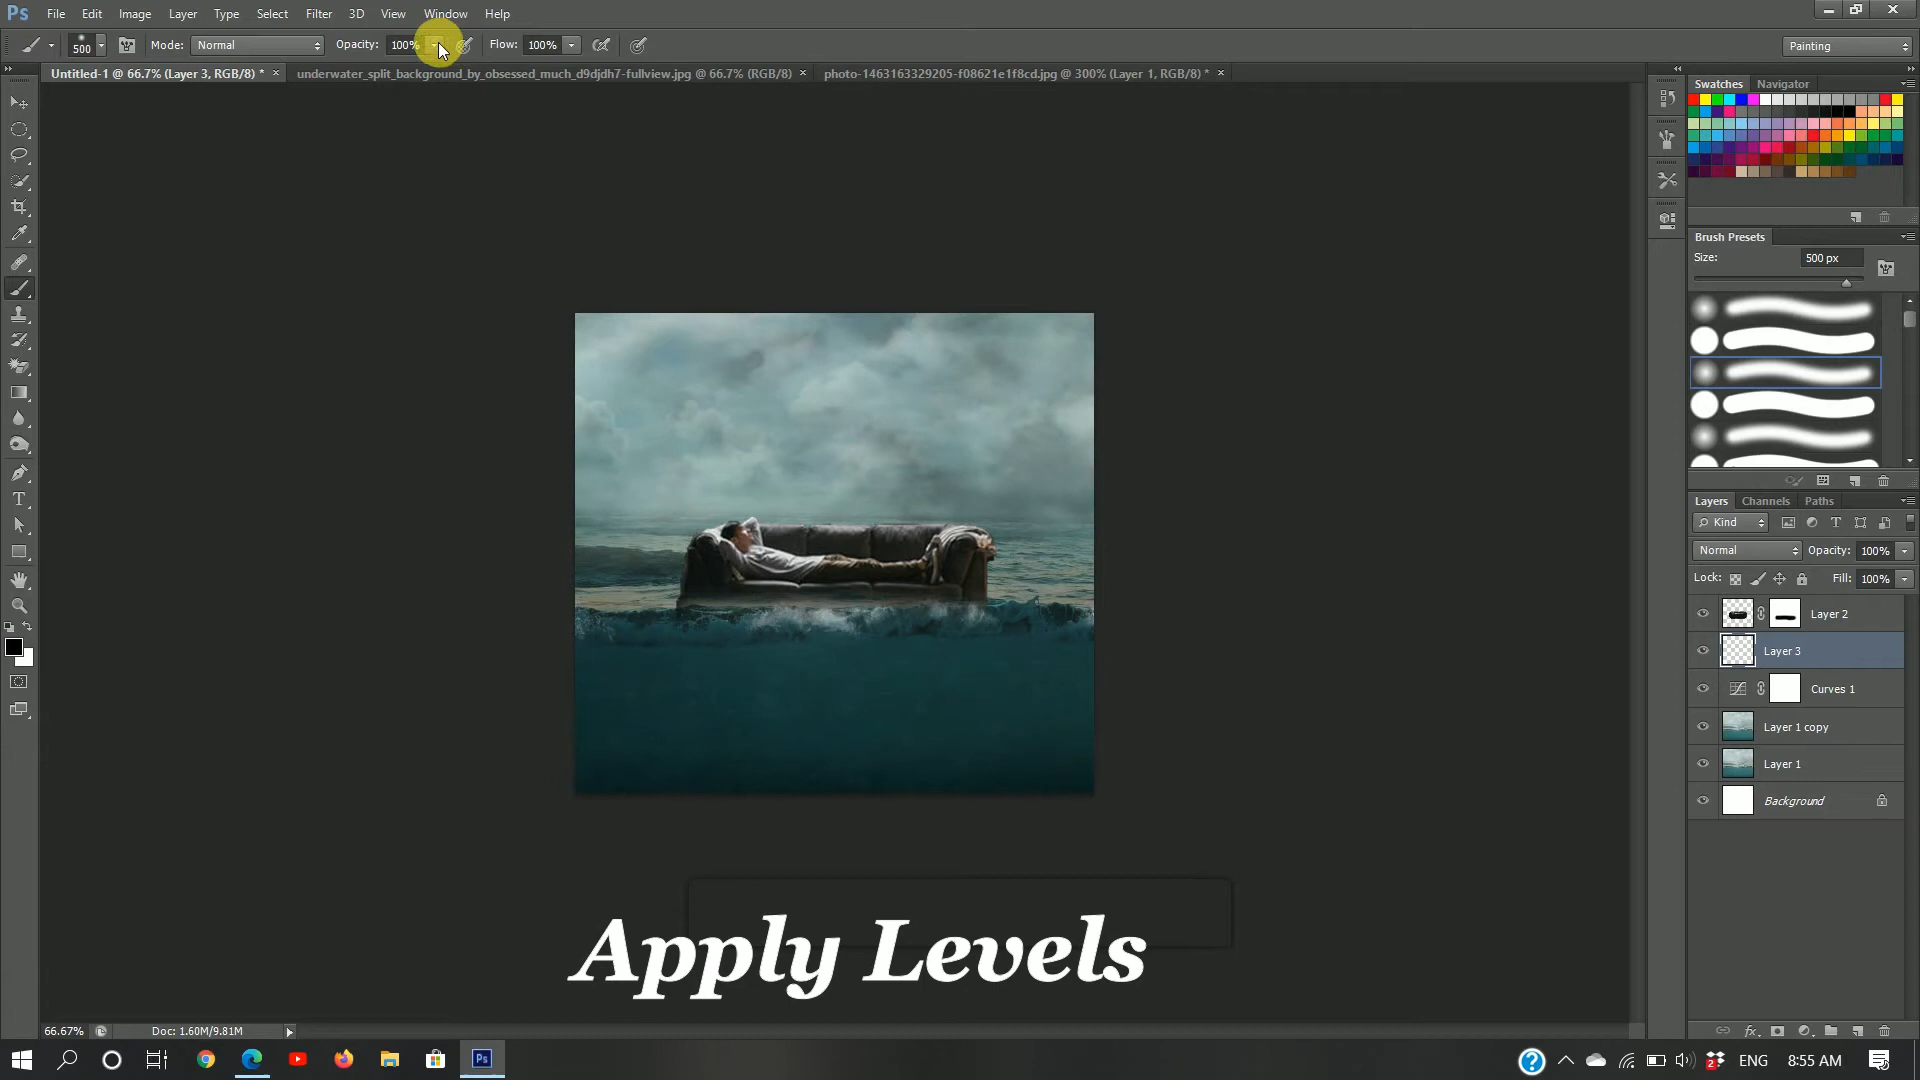 Ps File Edit Image Layer Type Select Filter 3D View Window Help
500 Mode: Normal Opacity: 100% Flow: 100% Painting
Untitled-1 @ 66.7% (Layer 3, RGB/8) * × underwater_split_background_by_obsessed_much_d9djdh7-fullview.jpg @ 66.7% (RGB/8) × photo-1463163329205-f08621e1f8cd.jpg @ 300% (Layer 1, RGB/8) * ×
Swatches Navigator
Brush Presets
Size: 500 px
Layers Channels Paths
Kind
Normal Opacity: 100%
Lock: Fill: 100%
Layer 2
Layer 3
Curves 1
Layer 1 copy
Layer 1
Background
Apply Levels
66.67% Doc: 1.60M/9.81M
Ps 2 ENG 8:55 AM